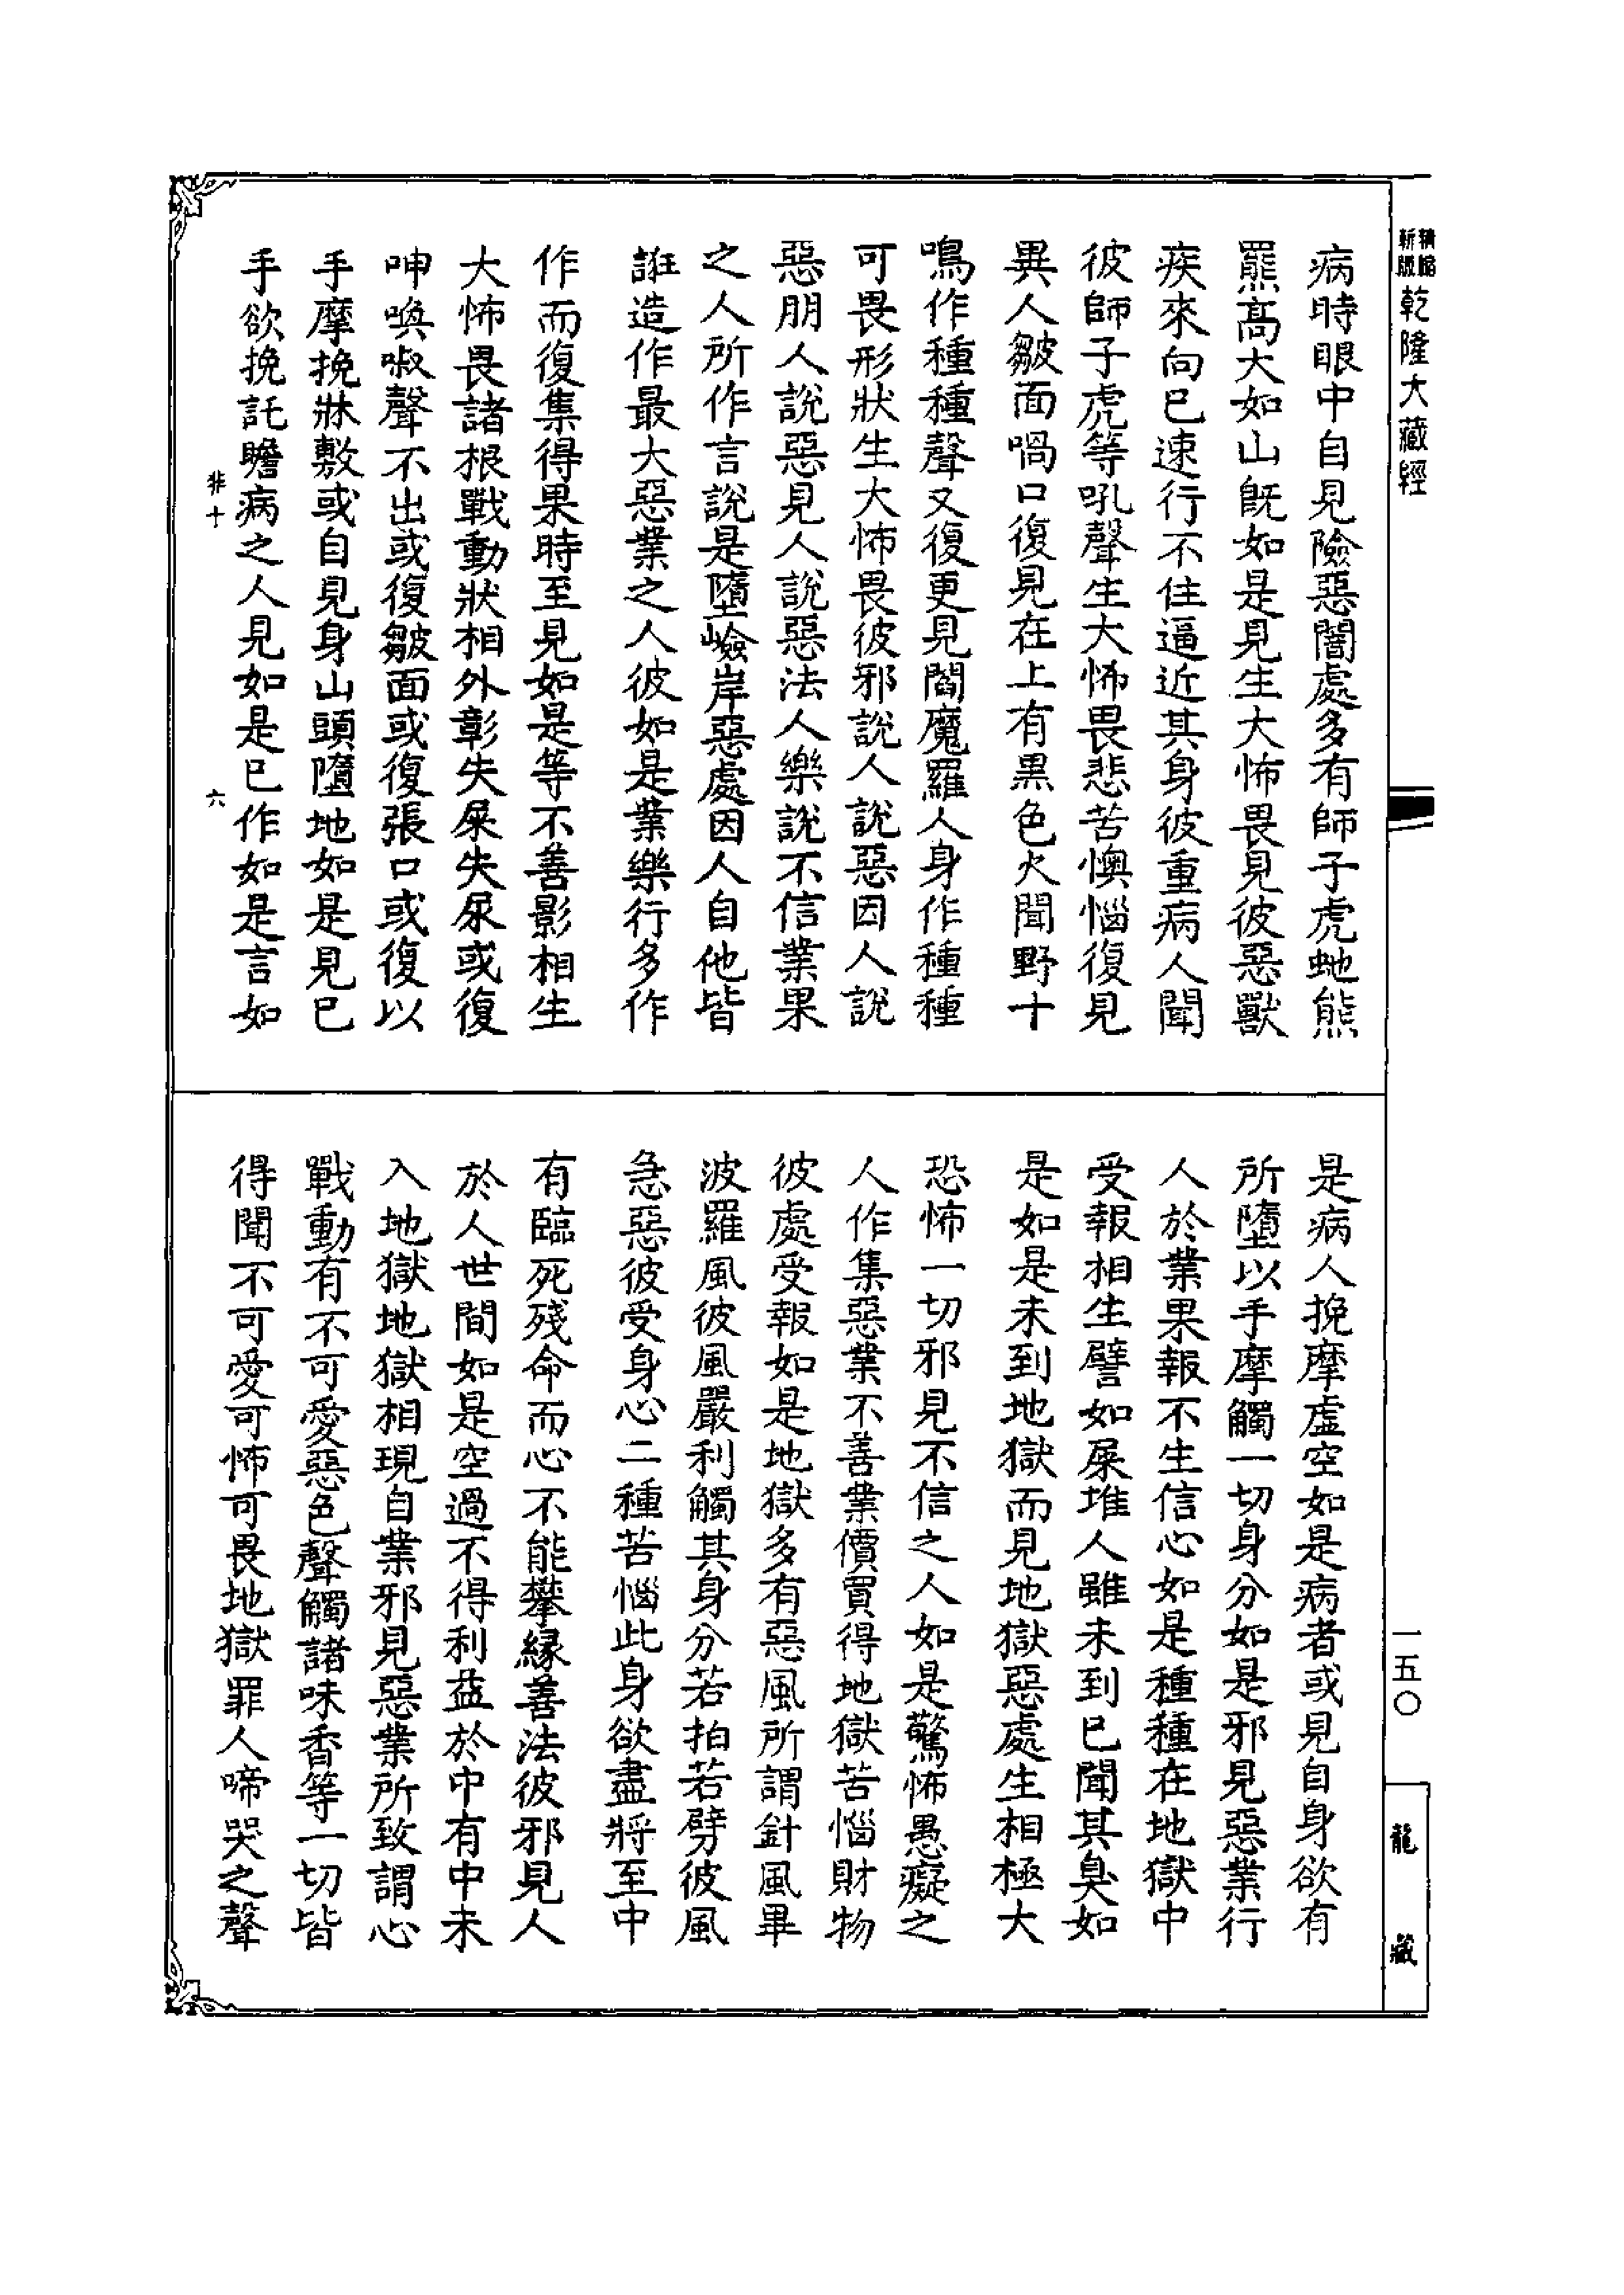 精縮
新版
乾隆大藏經
病時眼中自見險惡闇處多有師子虎虵熊
羆高大如山旣如是見生大怖畏見彼惡獸
疾來向已速行不住逼近其身彼重病人聞
彼師子虎等吼聲生大怖畏悲苦懊惱復見
異人皺面喎口復見在上有黒色火聞野干
鳴作種種聲又復更見閻魔羅人身作種種
可畏形狀生大怖畏彼邪說人說惡因人說
惡朋人說惡見人說惡法人樂說不信業果
之人所作言說是墮嶮岸惡處因人自他皆
誑造作最大惡業之人彼如是業樂行多作
作而復集得果時至見如是等不善影相生
大怖畏諸根戰動狀相外彰失屎失尿或復
呻喚㘑聲不出或復皺面或復張口或復以
手摩挽牀敷或自見身山頭墮地如是見已
手欲挽託瞻病之人見如是已作如是言如
非十
六
是病人挽摩虛空如是病者或見自身欲有
所墮以手摩觸一切身分如是邪見惡業行
人於業果報不生信心如是種種在地獄中
受報相生譬如屎堆人雖未到已聞其臭如
是如是未到地獄而見地獄惡處生相極大
恐怖一切邪見不信之人如是驚怖愚癡之
人作集惡業不善業價買得地獄苦惱財物
彼處受報如是地獄多有惡風所謂針風畢
波羅風彼風嚴利觸其身分若拍若劈彼風
急惡彼受身心二種苦惱此身欲盡將至中
有臨死殘命而心不能攀緣善法彼邪見人
於人世間如是空過不得利益於中有中未
入地獄地獄相現自業邪見惡業所致謂心
戰動有不可愛惡色聲觸諸味香等一切皆
得聞不可愛可怖可畏地獄罪人啼哭之聲
一五〇
龍藏